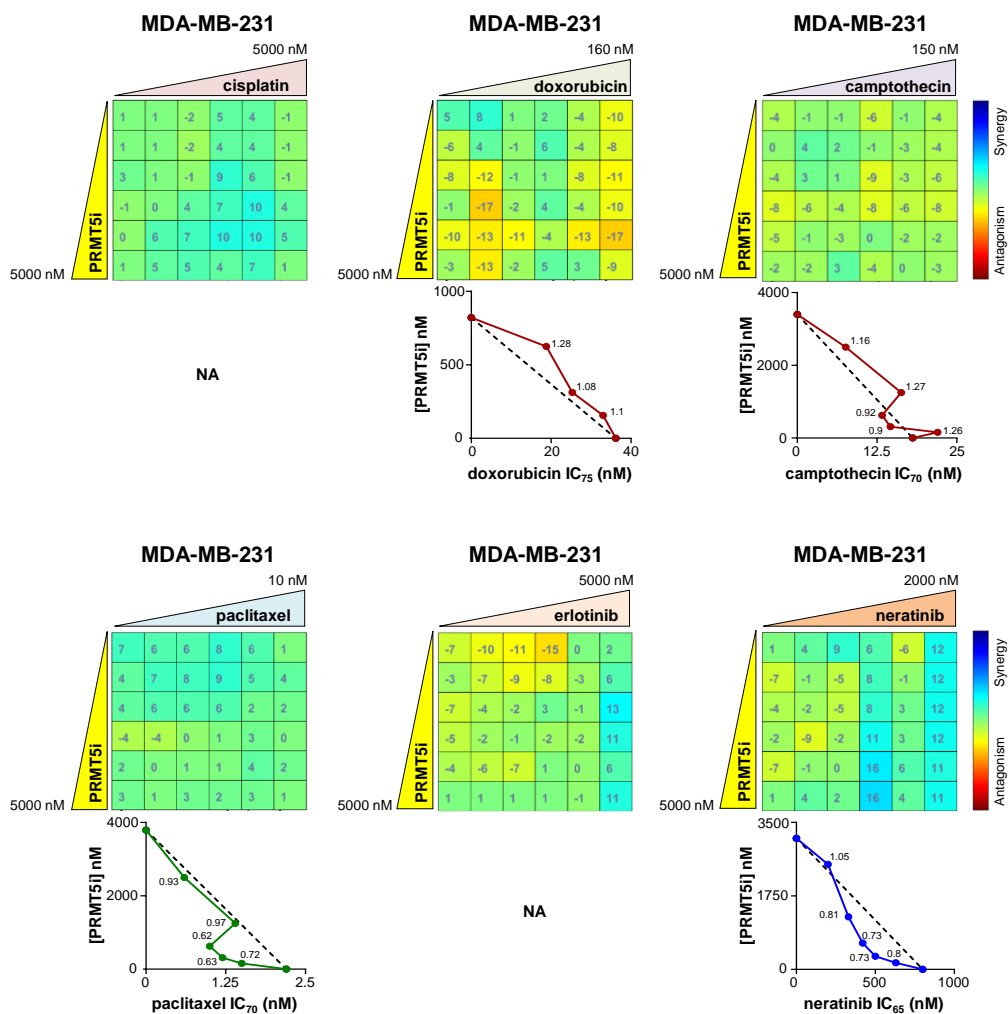 MDA-MB-231 MDA-MB-231 MDA-MB-231
5000 nM 160 nM 150 nM
cisplatin doxorubicin camptothecin
PRMT5i
1 1 -2 5 4 -1
1 1 -2 4 4 -1
3 1 -1 9 6 -1
-1 0 4 7 10 4
0 6 7 10 10 5
1 5 5 4 7 1
5000 nM
PRMT5i
5 8 1 2 -4 -10
-6 4 -1 6 -4 -8
-8 -12 -1 1 -8 -11
-1 -17 -2 4 -4 -10
-10 -13 -11 -4 -13 -17
-3 -13 -2 5 3 -9
5000 nM
PRMT5i
-4 -1 -1 -6 -1 -4
0 4 2 -1 -3 -4
-4 3 1 -9 -3 -6
-8 -6 -4 -8 -6 -8
-5 -1 -3 0 -2 -2
-2 -2 3 -4 0 -3
5000 nM
Synergy
Antagonism
NA
[PRMT5i] nM
1000
500
0
1.28
1.08
1.1
0 20 40
doxorubicin IC75 (nM)
[PRMT5i] nM
4000
2000
0
1.16
1.27
0.92
0.9
1.26
0 12.5 25
camptothecin IC70 (nM)
MDA-MB-231 MDA-MB-231 MDA-MB-231
10 nM 5000 nM 2000 nM
paclitaxel erlotinib neratinib
PRMT5i
7 6 6 8 6 1
4 7 8 9 5 4
4 6 6 6 2 2
-4 -4 0 1 3 0
2 0 1 1 4 2
3 1 3 2 3 1
5000 nM
PRMT5i
-7 -10 -11 -15 0 2
-3 -7 -9 -8 -3 6
-7 -4 -2 3 -1 13
-5 -2 -1 -2 -2 11
-4 -6 -7 1 0 6
1 1 1 1 -1 11
5000 nM
PRMT5i
1 4 9 6 -6 12
-7 -1 -5 8 -1 12
-4 -2 -5 8 3 12
-2 -9 -2 11 3 12
-7 -1 0 16 6 11
1 4 2 16 4 11
5000 nM
Synergy
Antagonism
[PRMT5i] nM
4000
2000
0
0.93
0.97
0.62
0.63
0.72
0 1.25 2.5
paclitaxel IC70 (nM)
NA
[PRMT5i] nM
3500
1750
0
1.05
0.81
0.73
0.73
0.8
0 500 1000
neratinib IC65 (nM)